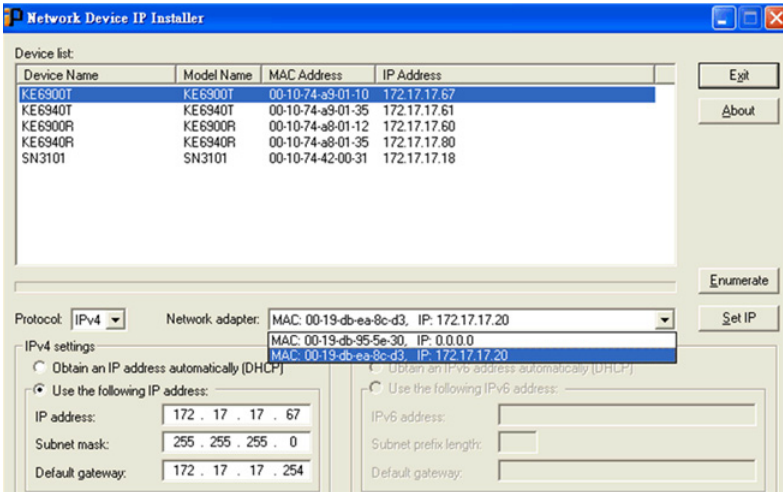 Network Device IP Installer
Device list:
Device Name Model Name MAC Address IP Address
KE6900T KE6900T 00-10-74-a9-01-10 172.17.17.67
KE6940T KE6940T 00-10-74-a9-01-35 172.17.17.61
KE6900R KE6900R 00-10-74-a8-01-12 172.17.17.60
KE6940R KE6940R 00-10-74-a8-01-35 172.17.17.80
SN3101 SN3101 00-10-74-42-00-31 172.17.17.18
Exit
About
Enumerate
Protocol: IPv4 Network adapter: MAC: 00-19-db-ea-8c-d3, IP: 172.17.17.20 Set IP
MAC: 00-19-db-95-5e-30, IP: 0.0.0.0
MAC: 00-19-db-ea-8c-d3, IP: 172.17.17.20
IPv4 settings
Obtain an IP address automatically (DHCP) Obtain an IPv6 address automatically (DHCP)
Use the following IP address: Use the following IPv6 address:
IP address: 172 . 17 . 17 . 67 IPv6 address:
Subnet mask: 255 . 255 . 255 . 0 Subnet prefix length:
Default gateway: 172 . 17 . 17 . 254 Default gateway: